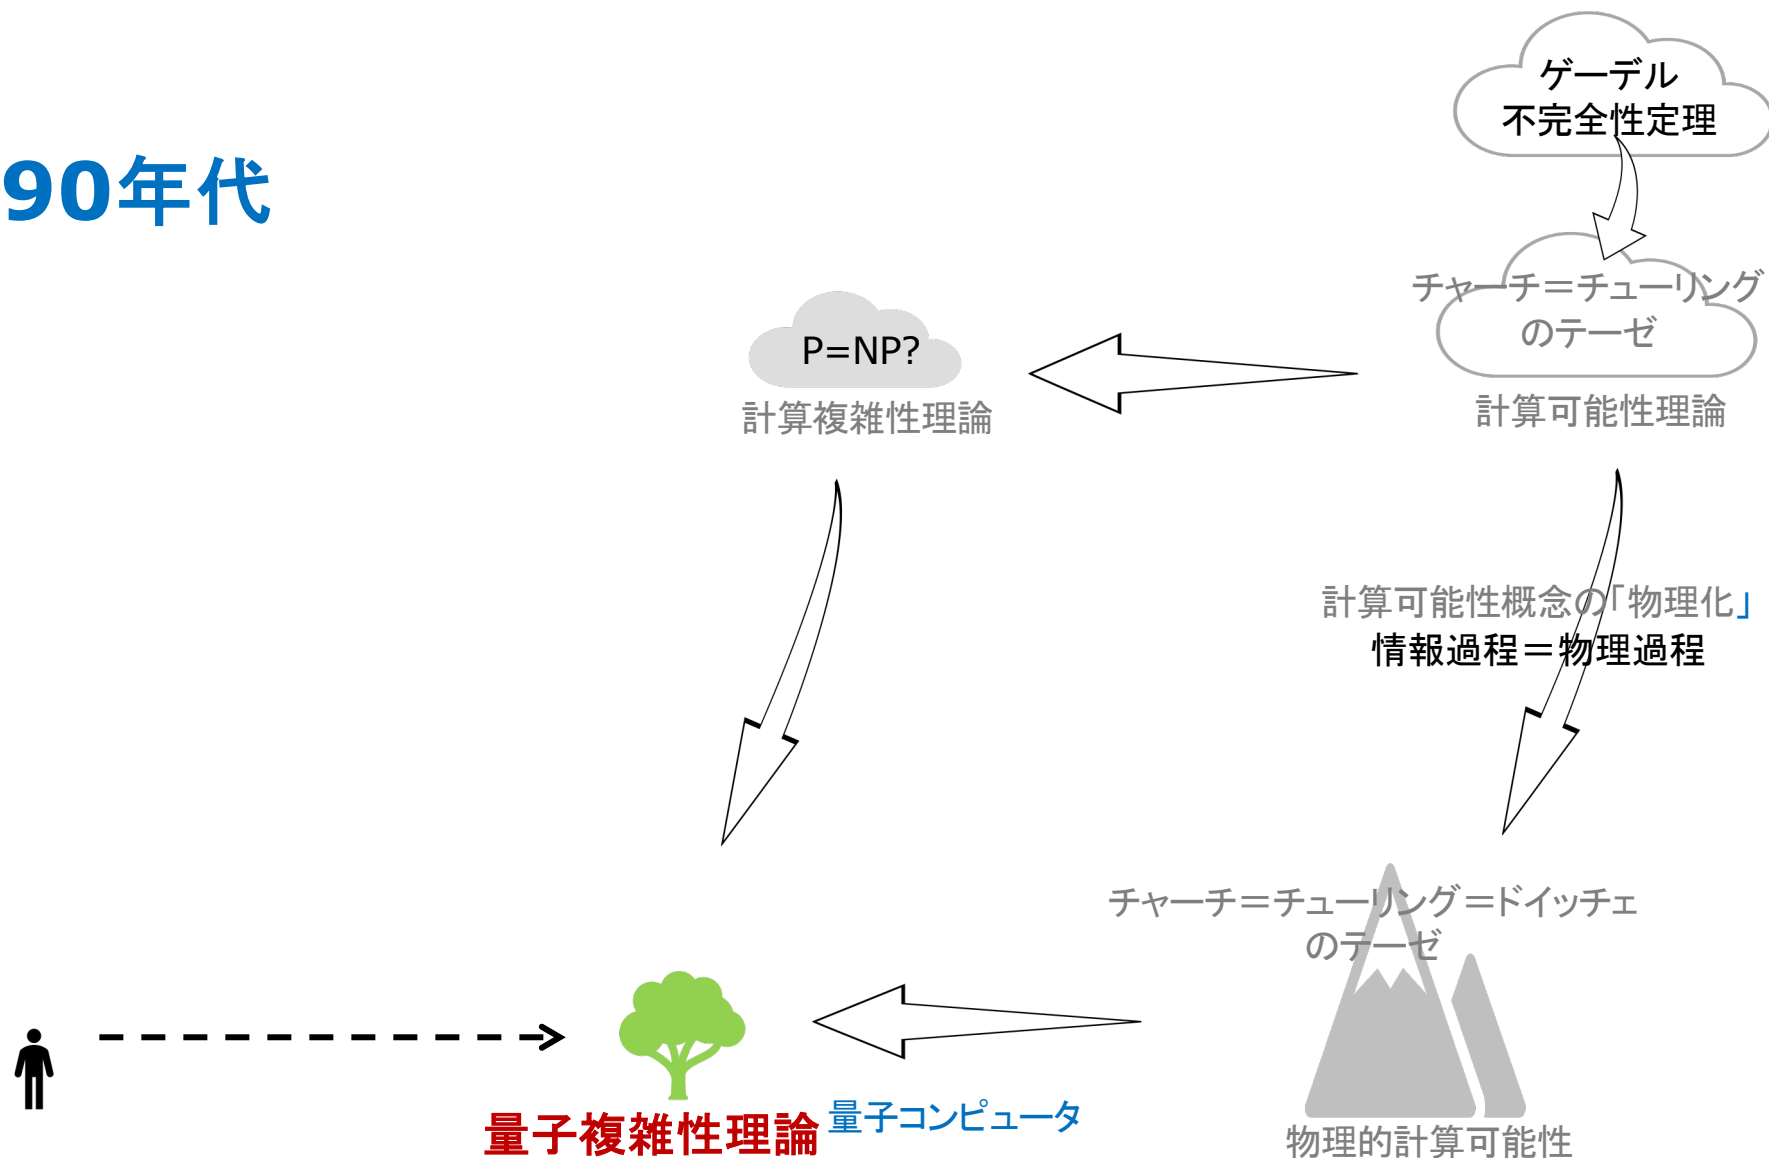 ゲーデル
不完全性定理
90年代
チャーチ＝チューリング
のテーゼ
P=NP?
計算複雑性理論
計算可能性理論
計算可能性概念の「物理化」
情報過程＝物理過程
チャーチ＝チューリング＝ドイッチェ
のテーゼ
量子複雑性理論
量子コンピュータ
物理的計算可能性